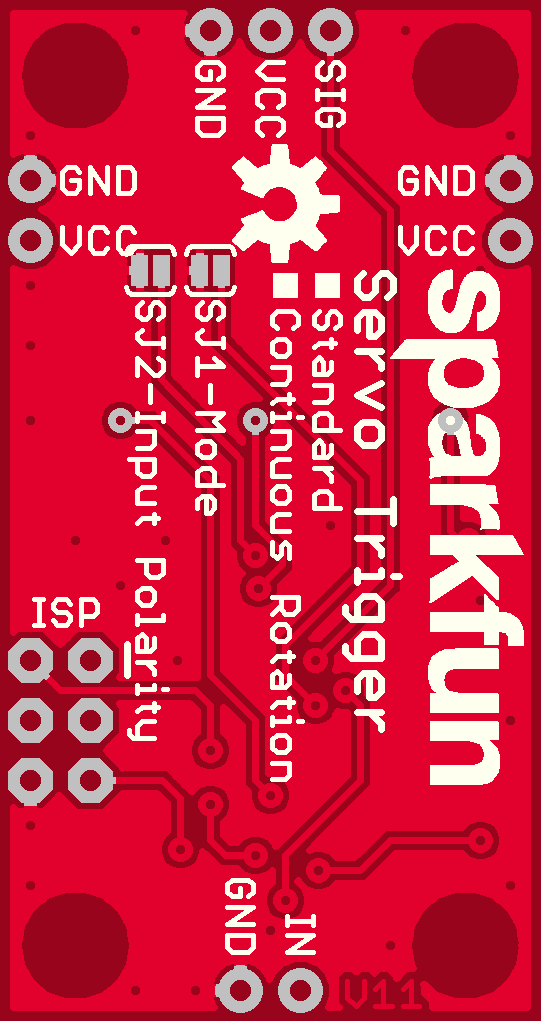 GND
VCC
SIG
GND
VCC
GND
VCC
SJ2-Input Polarity
SJ1-Mode
Continuous Rotation
Standard
Servo Trigger
sparkfun
ISP
GND
IN
V11